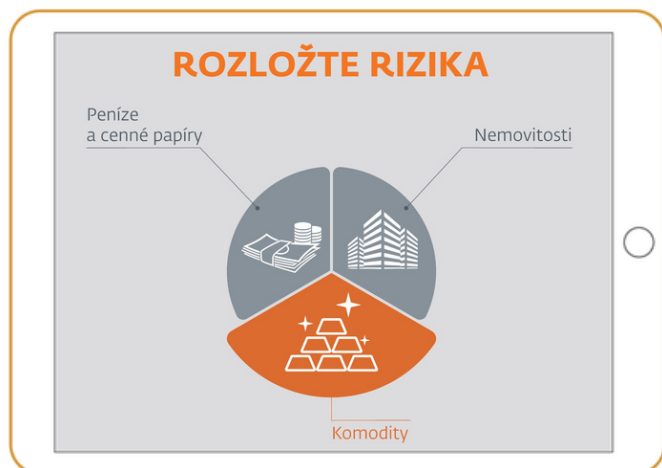 ROZLOŽTE RIZIKA
Peníze
a cenné papíry
Nemovitosti
Komodity